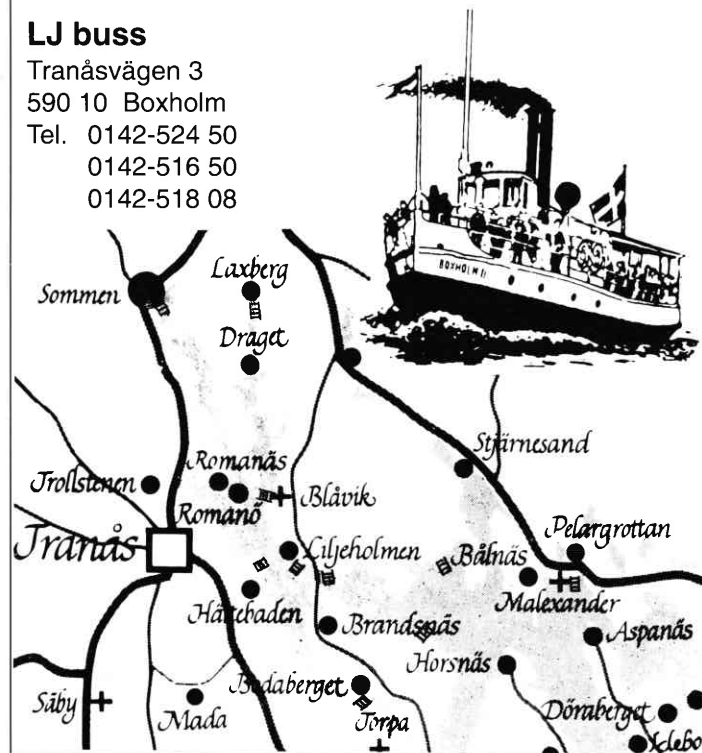 LJ buss
Tranåsvägen 3
590 10 Boxholm
Tel. 0142-524 50
0142-516 50
0142-518 08
BOXHOLM II
Sommen
Laxberg
Draget
Stjärnesand
Trollstenen
Romanäs
Romanö
Blåvik
Tranås
Liljeholmen
Bålnäs
Pelargrottan
Malexander
Hättebaden
Brandsnäs
Aspanäs
Horsnäs
Bodaberget
Säby
Mada
Torpa
Döraberget